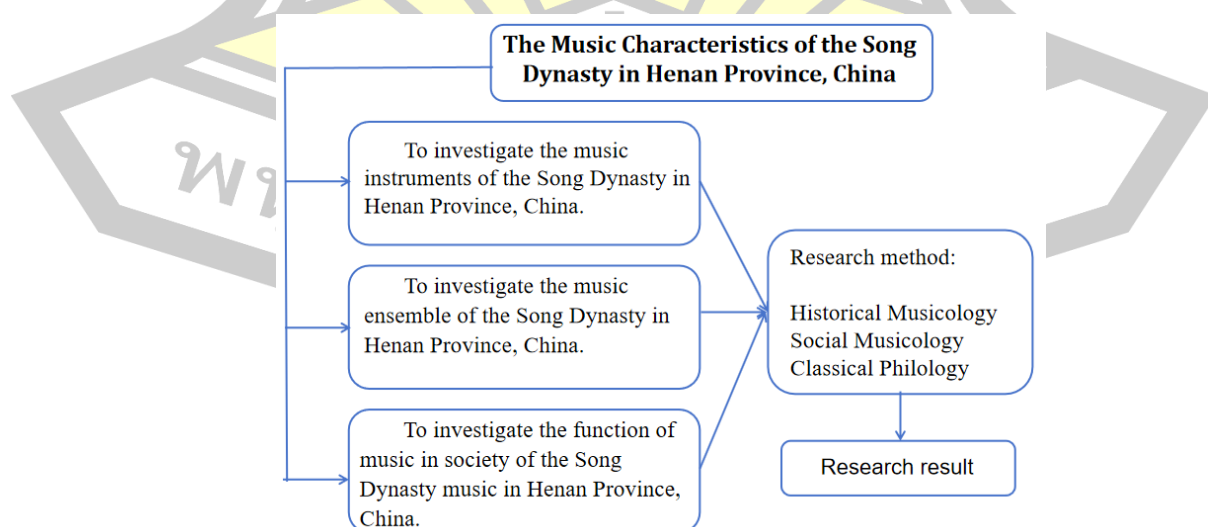 The Music Characteristics of the Song
Dynasty in Henan Province, China
To investigate the music
instruments of the Song Dynasty in
Henan Province, China.
To investigate the music
ensemble of the Song Dynasty in
Henan Province, China.
To investigate the function of
music in society of the Song
Dynasty music in Henan Province,
China.
Research method:
Historical Musicology
Social Musicology
Classical Philology
Research result